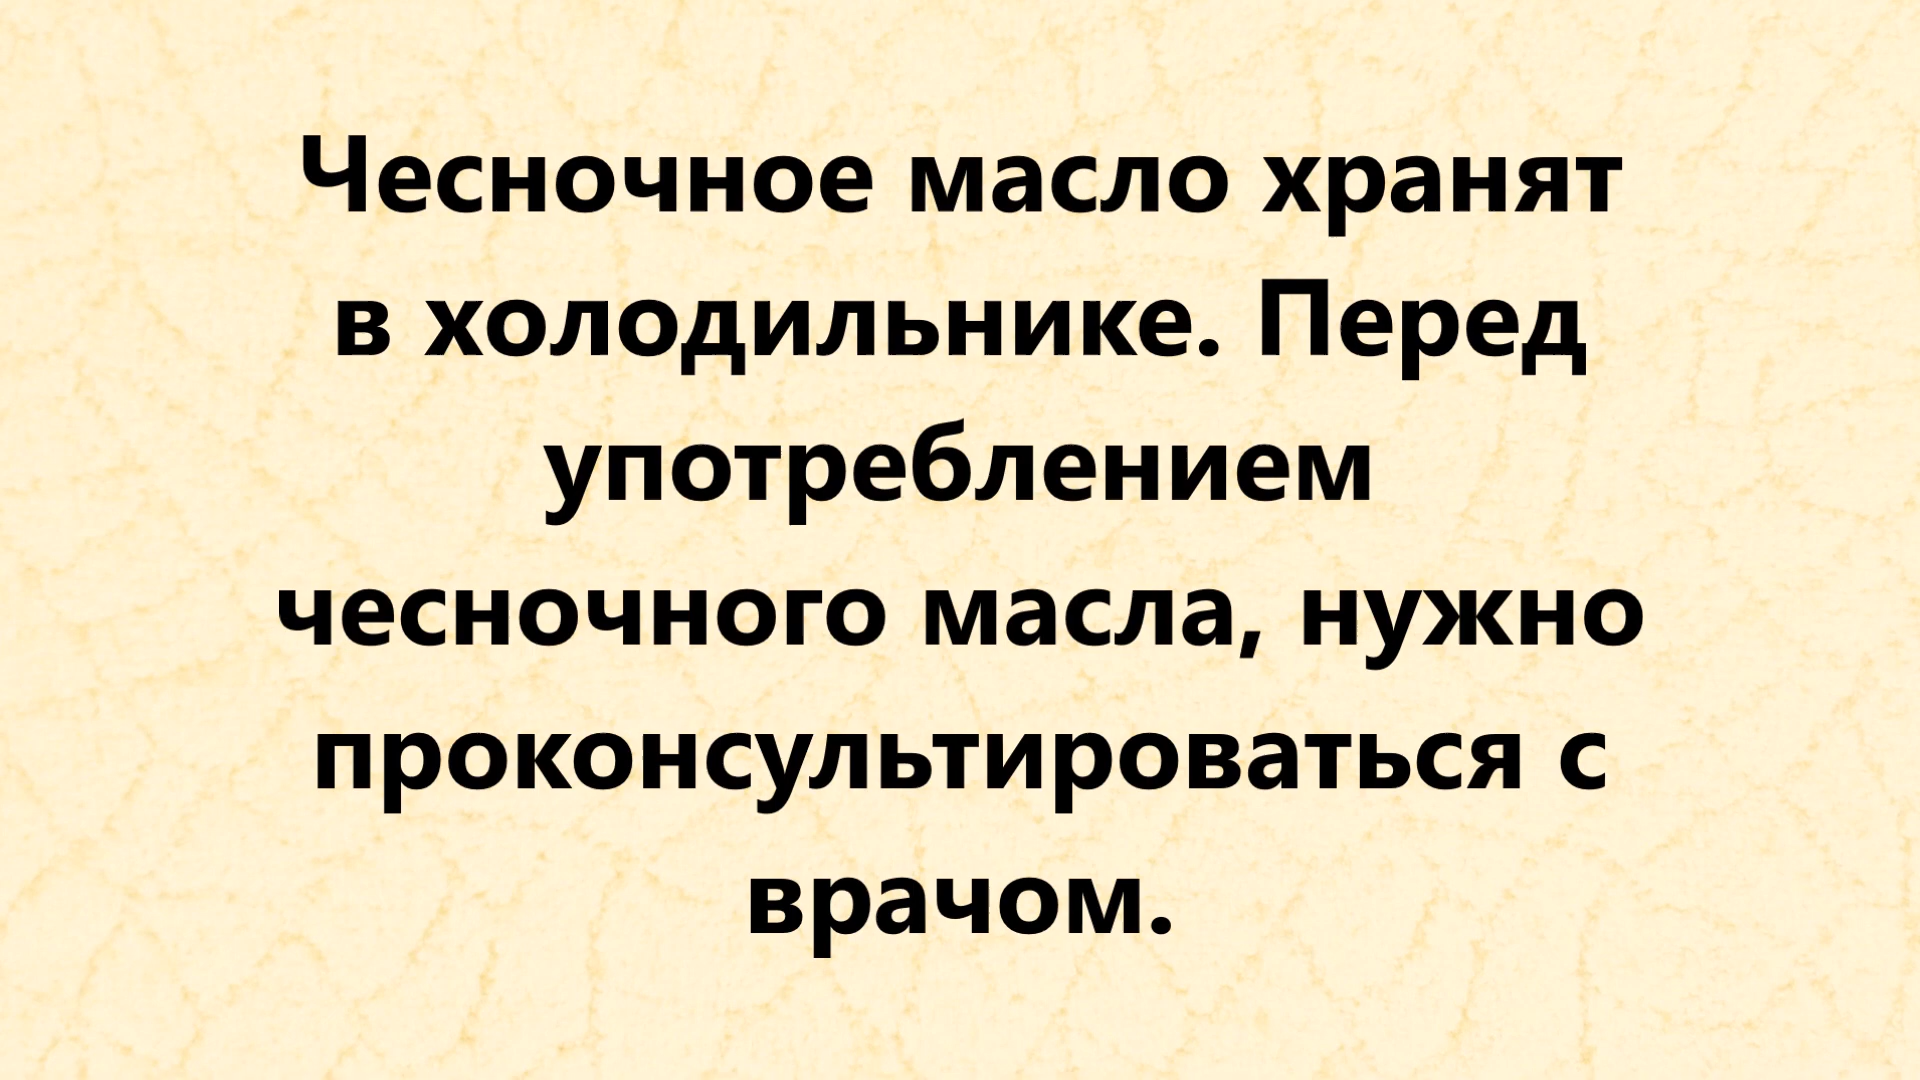 Чесночное масло хранят
в холодильнике. Перед
употреблением
чесночного масла, нужно
проконсультироваться с
врачом.